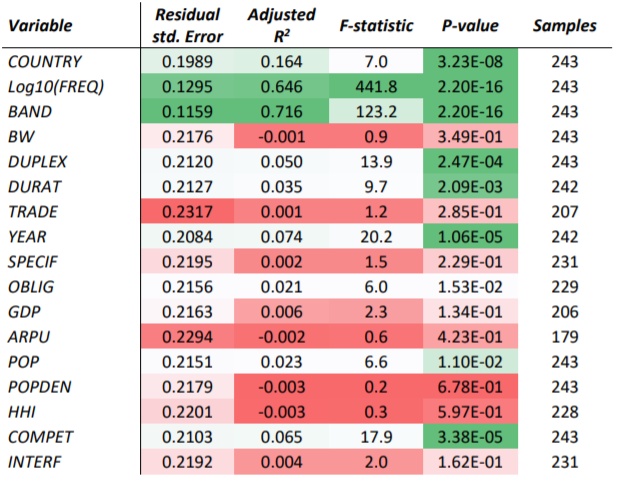 Variable Residual std. Error Adjusted R² F-statistic P-value Samples
COUNTRY 0.1989 0.164 7.0 3.23E-08 243
Log10(FREQ) 0.1295 0.646 441.8 2.20E-16 243
BAND 0.1159 0.716 123.2 2.20E-16 243
BW 0.2176 -0.001 0.9 3.49E-01 243
DUPLEX 0.2120 0.050 13.9 2.47E-04 243
DURAT 0.2127 0.035 9.7 2.09E-03 242
TRADE 0.2317 0.001 1.2 2.85E-01 207
YEAR 0.2084 0.074 20.2 1.06E-05 242
SPECIF 0.2195 0.002 1.5 2.29E-01 231
OBLIG 0.2156 0.021 6.0 1.53E-02 229
GDP 0.2163 0.006 2.3 1.34E-01 206
ARPU 0.2294 -0.002 0.6 4.23E-01 179
POP 0.2151 0.023 6.6 1.10E-02 243
POPDEN 0.2179 -0.003 0.2 6.78E-01 243
HHI 0.2201 -0.003 0.3 5.97E-01 228
COMPET 0.2103 0.065 17.9 3.38E-05 243
INTERF 0.2192 0.004 2.0 1.62E-01 231